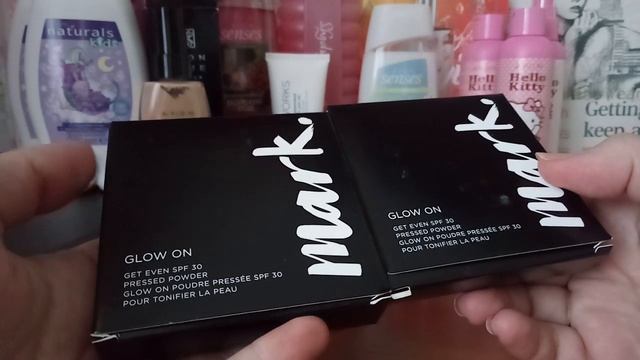 naturals
kids
senses
senses
Hello
Kitty
Getting
keep a
mark.
GLOW ON
GET EVEN SPF 30
PRESSED POWDER
GLOW ON POUDRE PRESSÉE SPF 30
POUR TONIFIER LA PEAU
mark.
GLOW ON
GET EVEN SPF 30
PRESSED POWDER
GLOW ON POUDRE PRESSÉE SPF 30
POUR TONIFIER LA PEAU